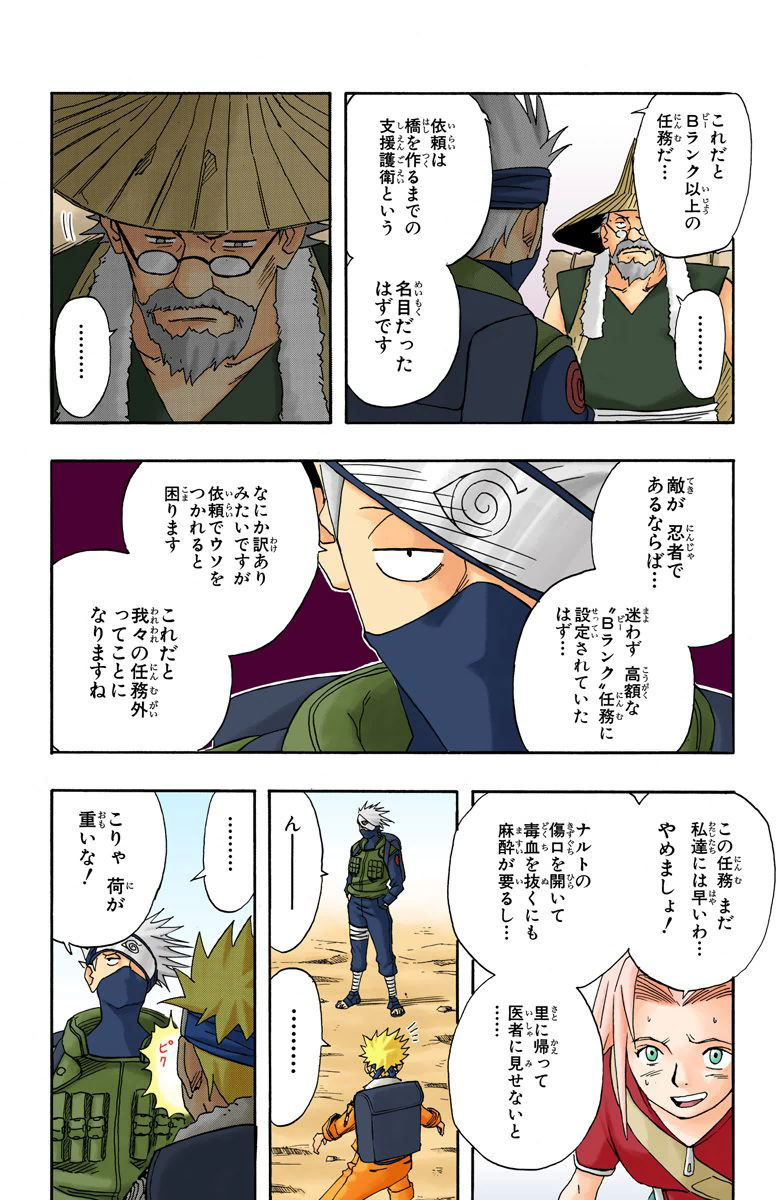 これだと
Bランク以上の
任務だ…
依頼は
橋を作るまでの
支援護衛という
名目だった
はずです
………
敵が 忍者で
あるならば…
迷わず 高額な
〝Bランク〟任務に
設定されていた
はず…
なにか訳あり
みたいですが
依頼でウソを
つかれると
困ります
これだと
我々の任務外
ってことに
なりますね
この任務 まだ
私達には早いわ…
やめましょ!
ナルトの
傷口を開いて
毒血を抜くにも
麻酔が要るし…
里に帰って
医者に見せないと
……
んーー
………
………
こりゃ 荷が
重いな!
ピク